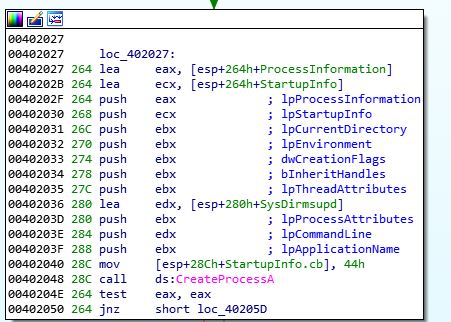 00402027
00402027 loc_402027:
00402027 264 lea eax, [esp+264h+ProcessInformation]
0040202B 264 lea ecx, [esp+264h+StartupInfo]
0040202F 264 push eax ; lpProcessInformation
00402030 268 push ecx ; lpStartupInfo
00402031 26C push ebx ; lpCurrentDirectory
00402032 270 push ebx ; lpEnvironment
00402033 274 push ebx ; dwCreationFlags
00402034 278 push ebx ; bInheritHandles
00402035 27C push ebx ; lpThreadAttributes
00402036 280 lea edx, [esp+280h+SysDirmsupd]
0040203D 280 push ebx ; lpProcessAttributes
0040203E 284 push edx ; lpCommandLine
0040203F 288 push ebx ; lpApplicationName
00402040 28C mov [esp+28Ch+StartupInfo.cb], 44h
00402048 28C call ds:CreateProcessA
0040204E 264 test eax, eax
00402050 264 jnz short loc_40205D